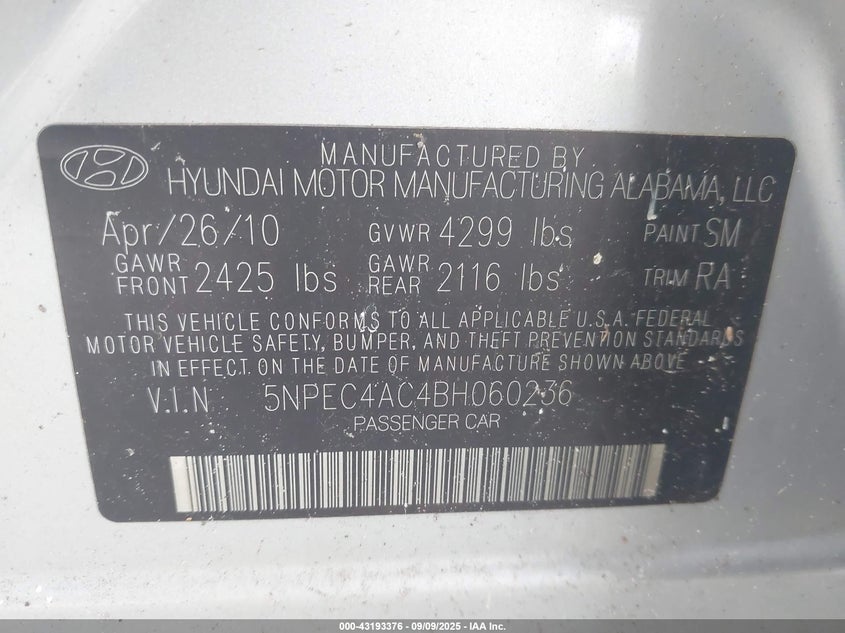 MANUFACTURED BY
HYUNDAI MOTOR MANUFACTURING ALABAMA, LLC
Apr/26/10 GVWR 4299 lbs PAINT SM
GAWR FRONT 2425 lbs GAWR REAR 2116 lbs TRIM RA
THIS VEHICLE CONFORMS TO ALL APPLICABLE U.S.A. FEDERAL
MOTOR VEHICLE SAFETY, BUMPER, AND THEFT PREVENTION STANDARDS
IN EFFECT ON THE DATE OF MANUFACTURE SHOWN ABOVE
V.I.N 5NPEC4AC4BH060236
PASSENGER CAR
000-43193376 - 09/09/2025 - IAA Inc.